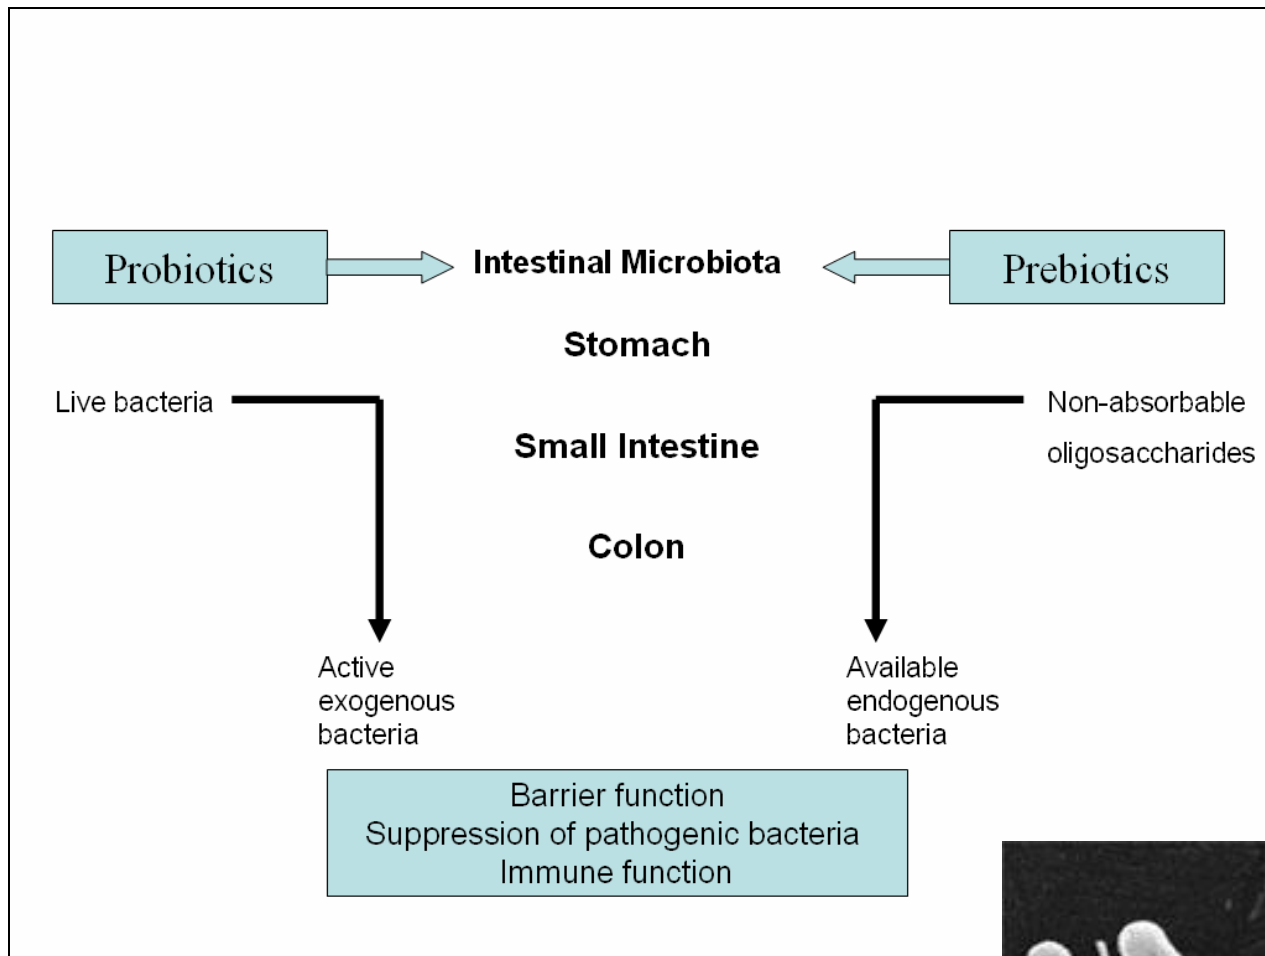 Probiotics
Intestinal Microbiota
Prebiotics
Stomach
Live bacteria
Non-absorbable
oligosaccharides
Small Intestine
Colon
Active
exogenous
bacteria
Available
endogenous
bacteria
Barrier function
Suppression of pathogenic bacteria
Immune function